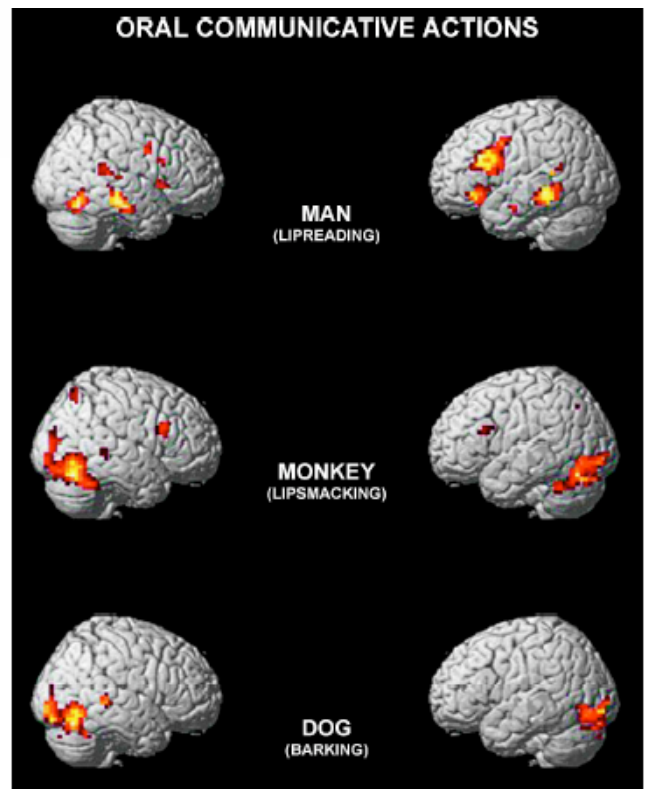 ORAL COMMUNICATIVE ACTIONS
MAN
(LIPREADING)
MONKEY
(LIPSMACKING)
DOG
(BARKING)